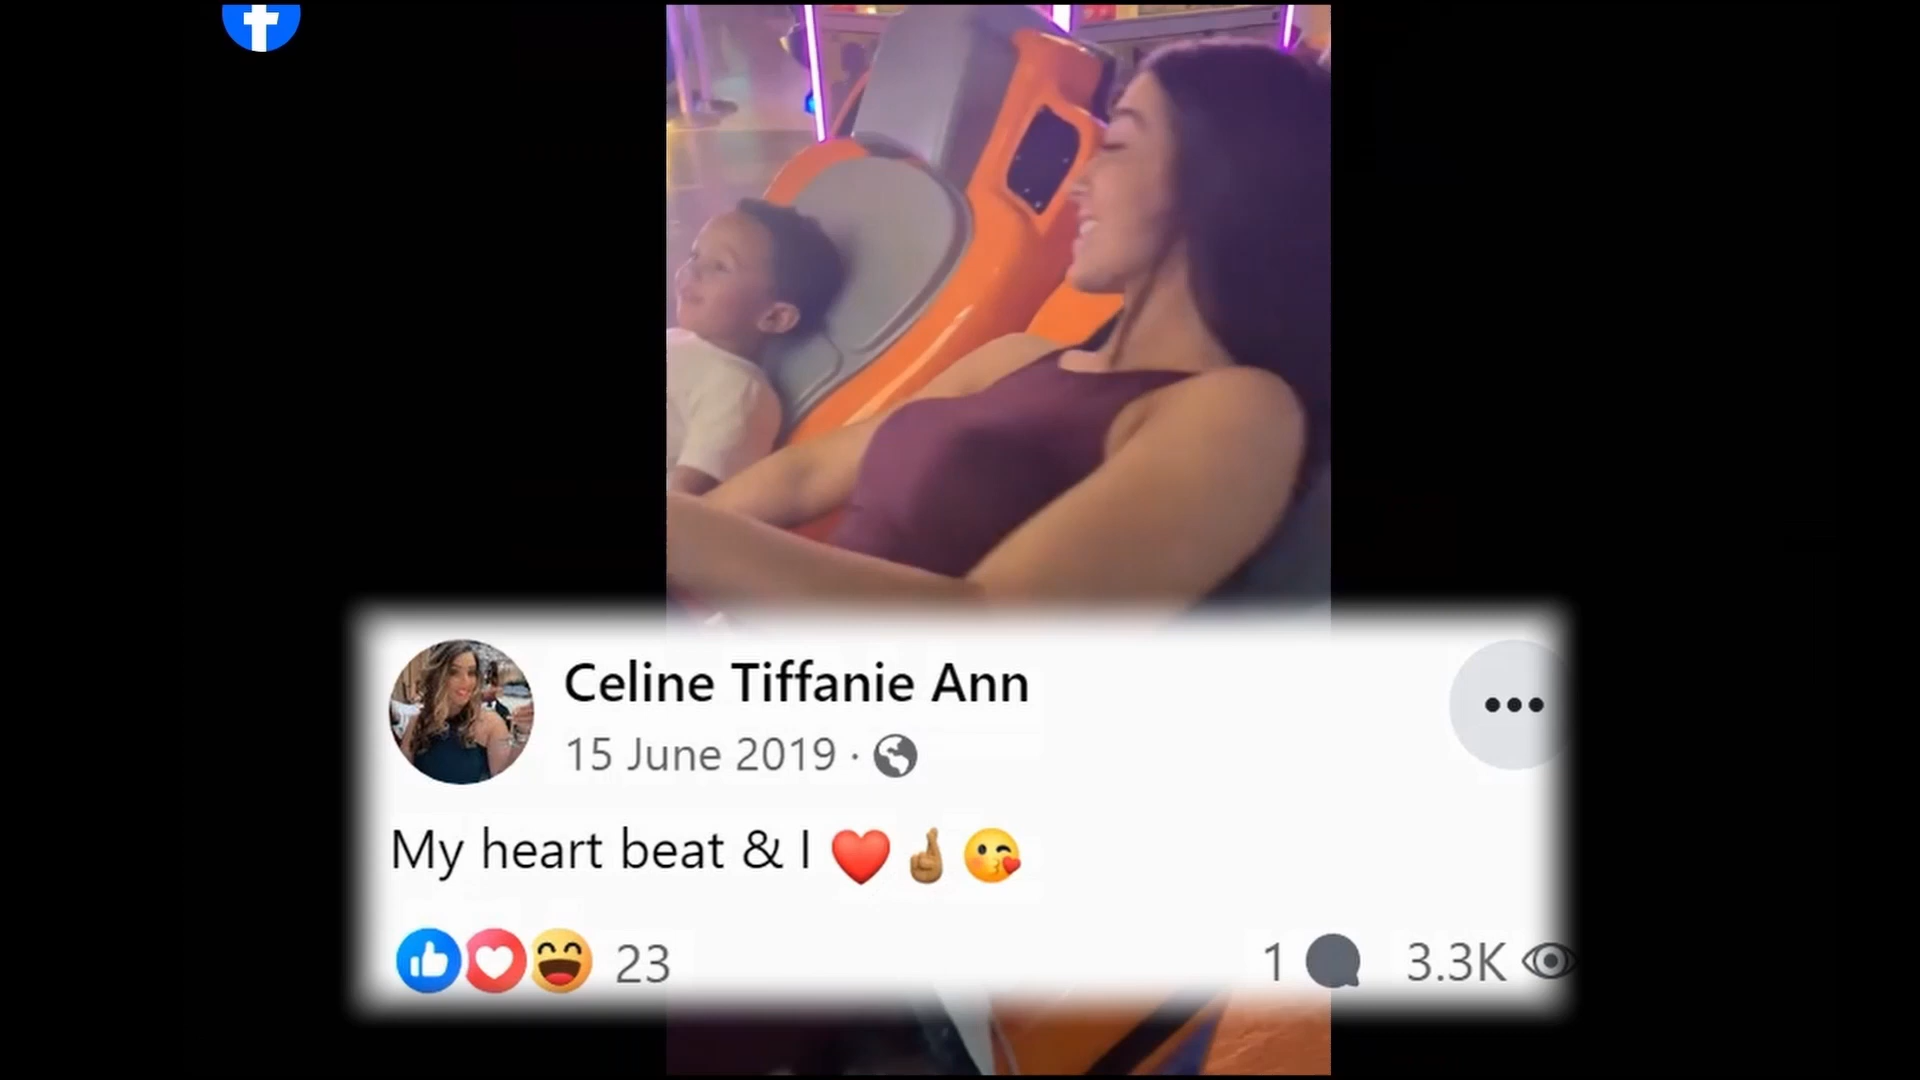 Celine Tiffanie Ann
15 June 2019 ·
My heart beat & I ❤️🤞🏽😘
23
1 3.3K